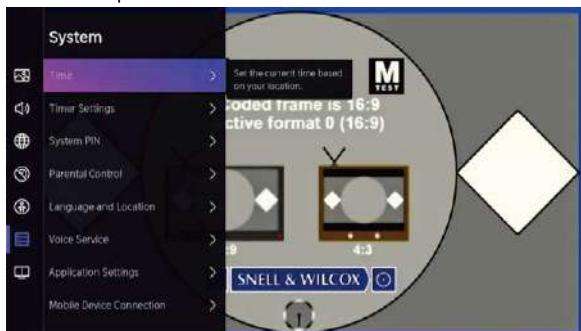 System
Time
Set the current time based
on your location.
Timer Settings
System PIN
Parental Control
Language and Location
Voice Service
Application Settings
Mobile Device Connection
M
TEST
oded frame is 16:9
ctive format 0 (16:9)
:9
4:3
SNELL & WILCOX